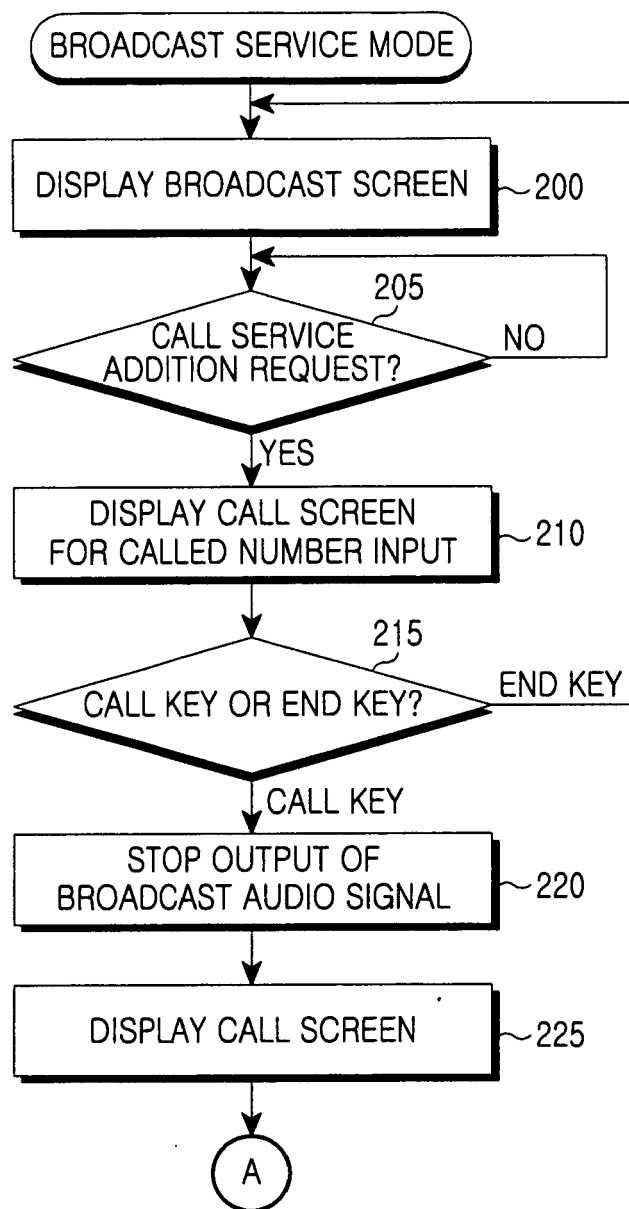 BROADCAST SERVICE MODE
DISPLAY BROADCAST SCREEN
200
205
CALL SERVICE
ADDITION REQUEST?
NO
YES
DISPLAY CALL SCREEN
FOR CALLED NUMBER INPUT
210
215
CALL KEY OR END KEY?
END KEY
CALL KEY
STOP OUTPUT OF
BROADCAST AUDIO SIGNAL
220
DISPLAY CALL SCREEN
225
A